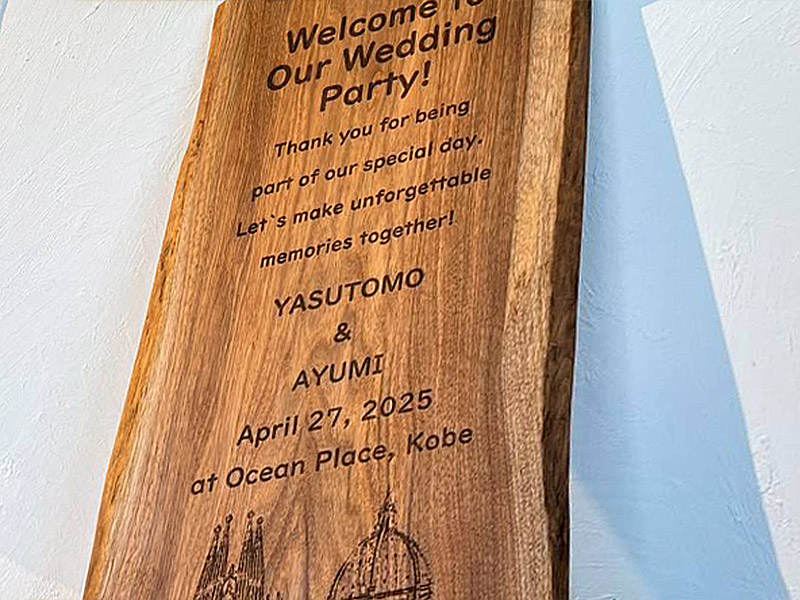 Welcome To
Our Wedding
Party!
Thank you for being
part of our special day.
Let`s make unforgettable
memories together!
YASUTOMO
&
AYUMI
April 27, 2025
at Ocean Place, Kobe